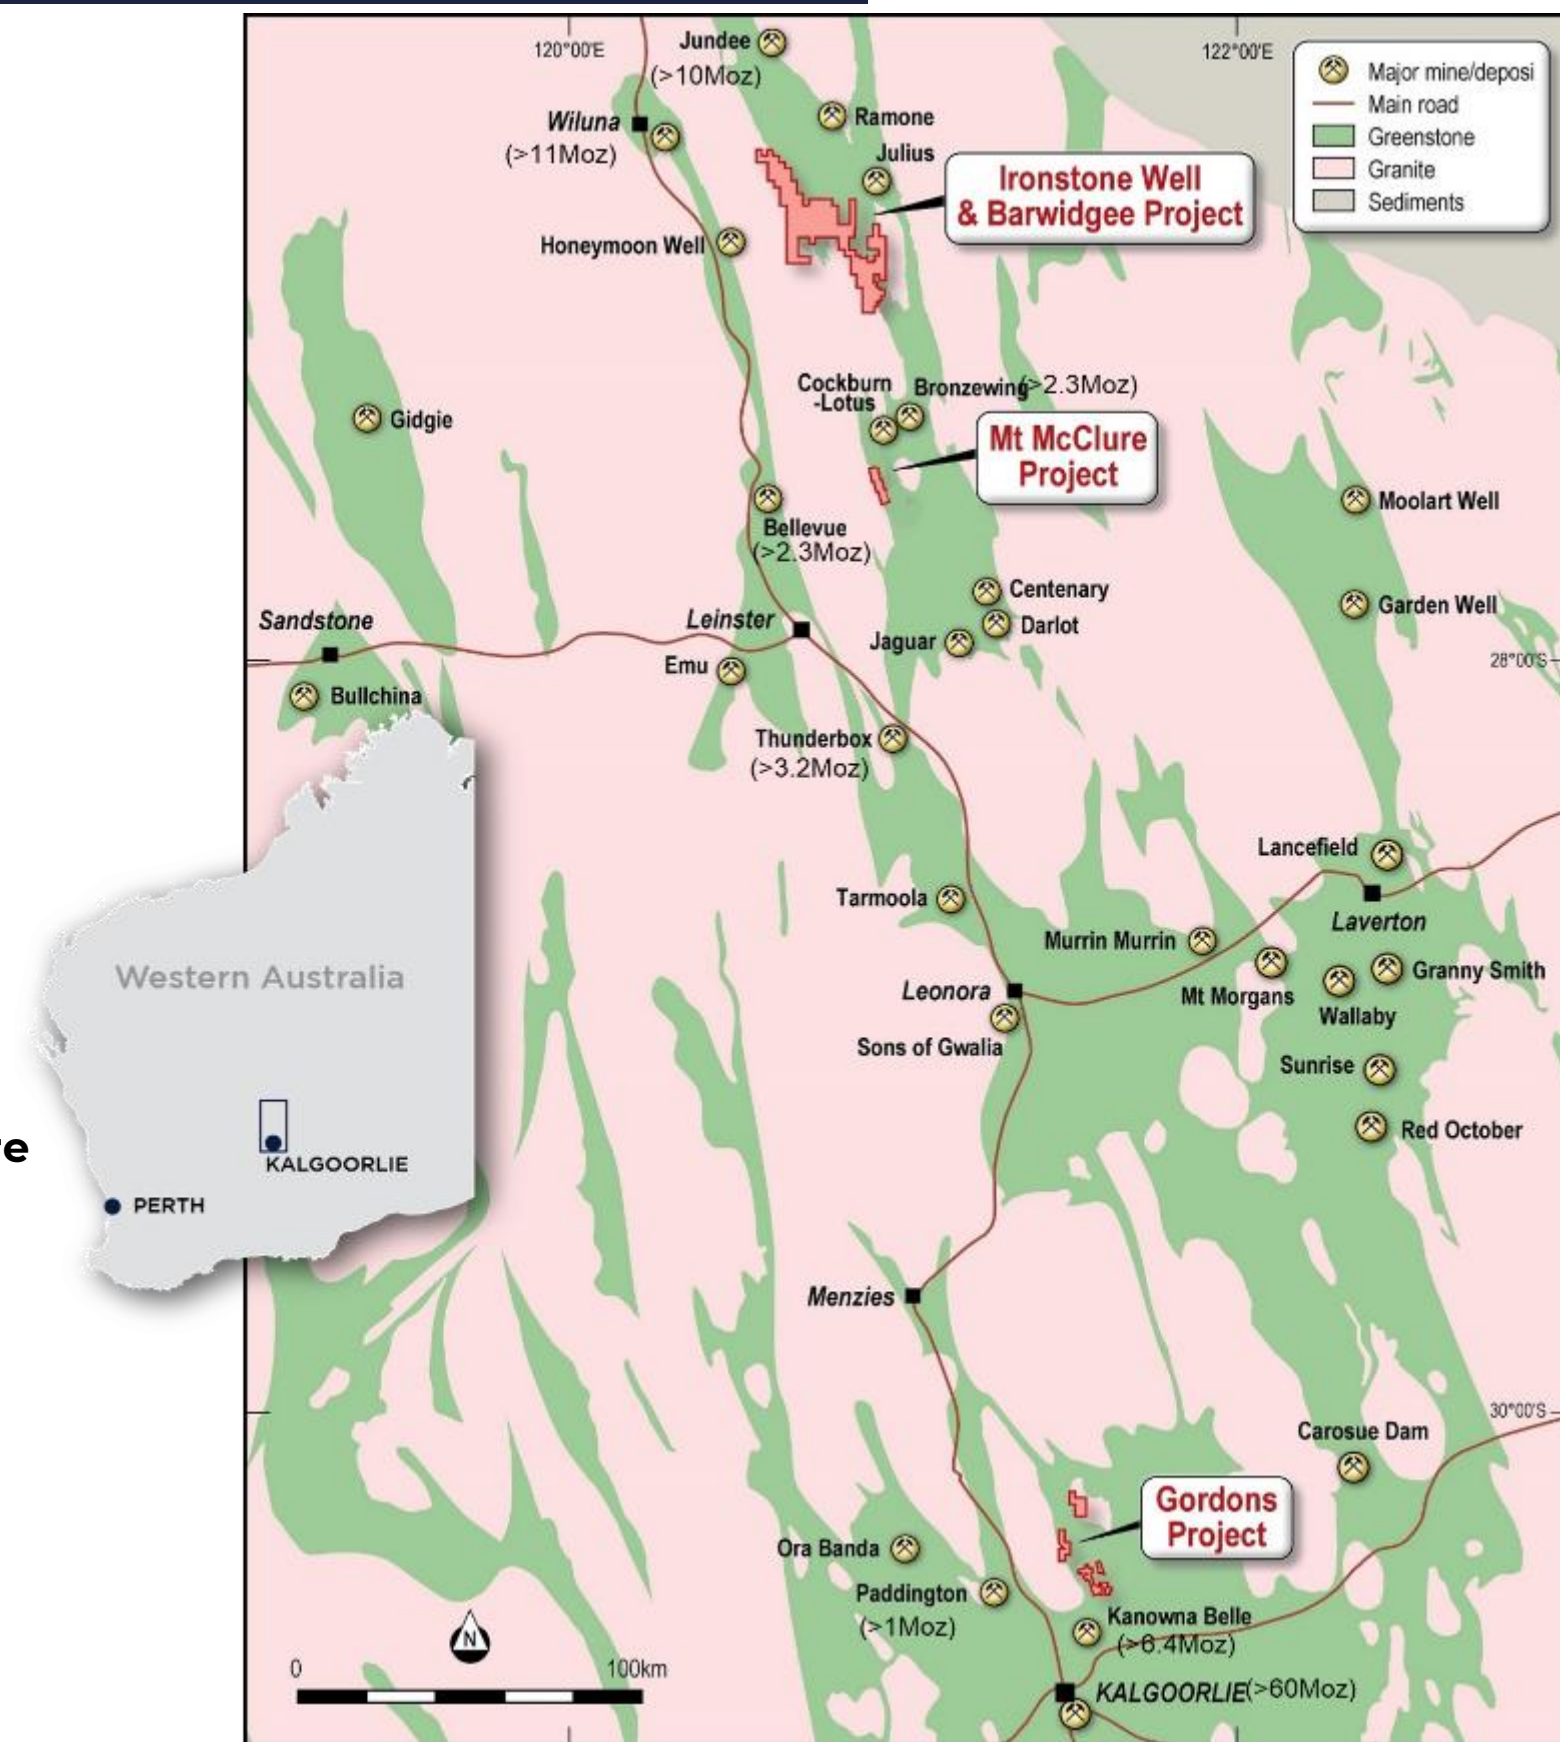 Jundee
120°00'E
122°00'E
(>10Moz)
Major mine/deposi
Main road
Greenstone
Granite
Sediments
Wiluna
(>11Moz)
Ramone
Julius
Ironstone Well
& Barwidgee Project
Honeymoon Well
Cockburn
-Lotus
Bronzewing
>2.3Moz)
Gidgie
Mt McClure
Project
Moolart Well
Bellevue
(>2.3Moz)
Centenary
Garden Well
Sandstone
Leinster
Darlot
Jaguar
Emu
28°00'S
Bullchina
Thunderbox
(>3.2Moz)
Lancefield
Tarmoola
Laverton
Murrin Murrin
Western Australia
Granny Smith
Leonora
Mt Morgans
Wallaby
Sons of Gwalia
Sunrise
Red October
re
KALGOORLIE
PERTH
Menzies
30°00'S
Carosue Dam
Gordons
Project
Ora Banda
Paddington
(>1Moz)
Kanowna Belle
(>6.4Moz)
N
0
100km
KALGOORLIE(>60Moz)